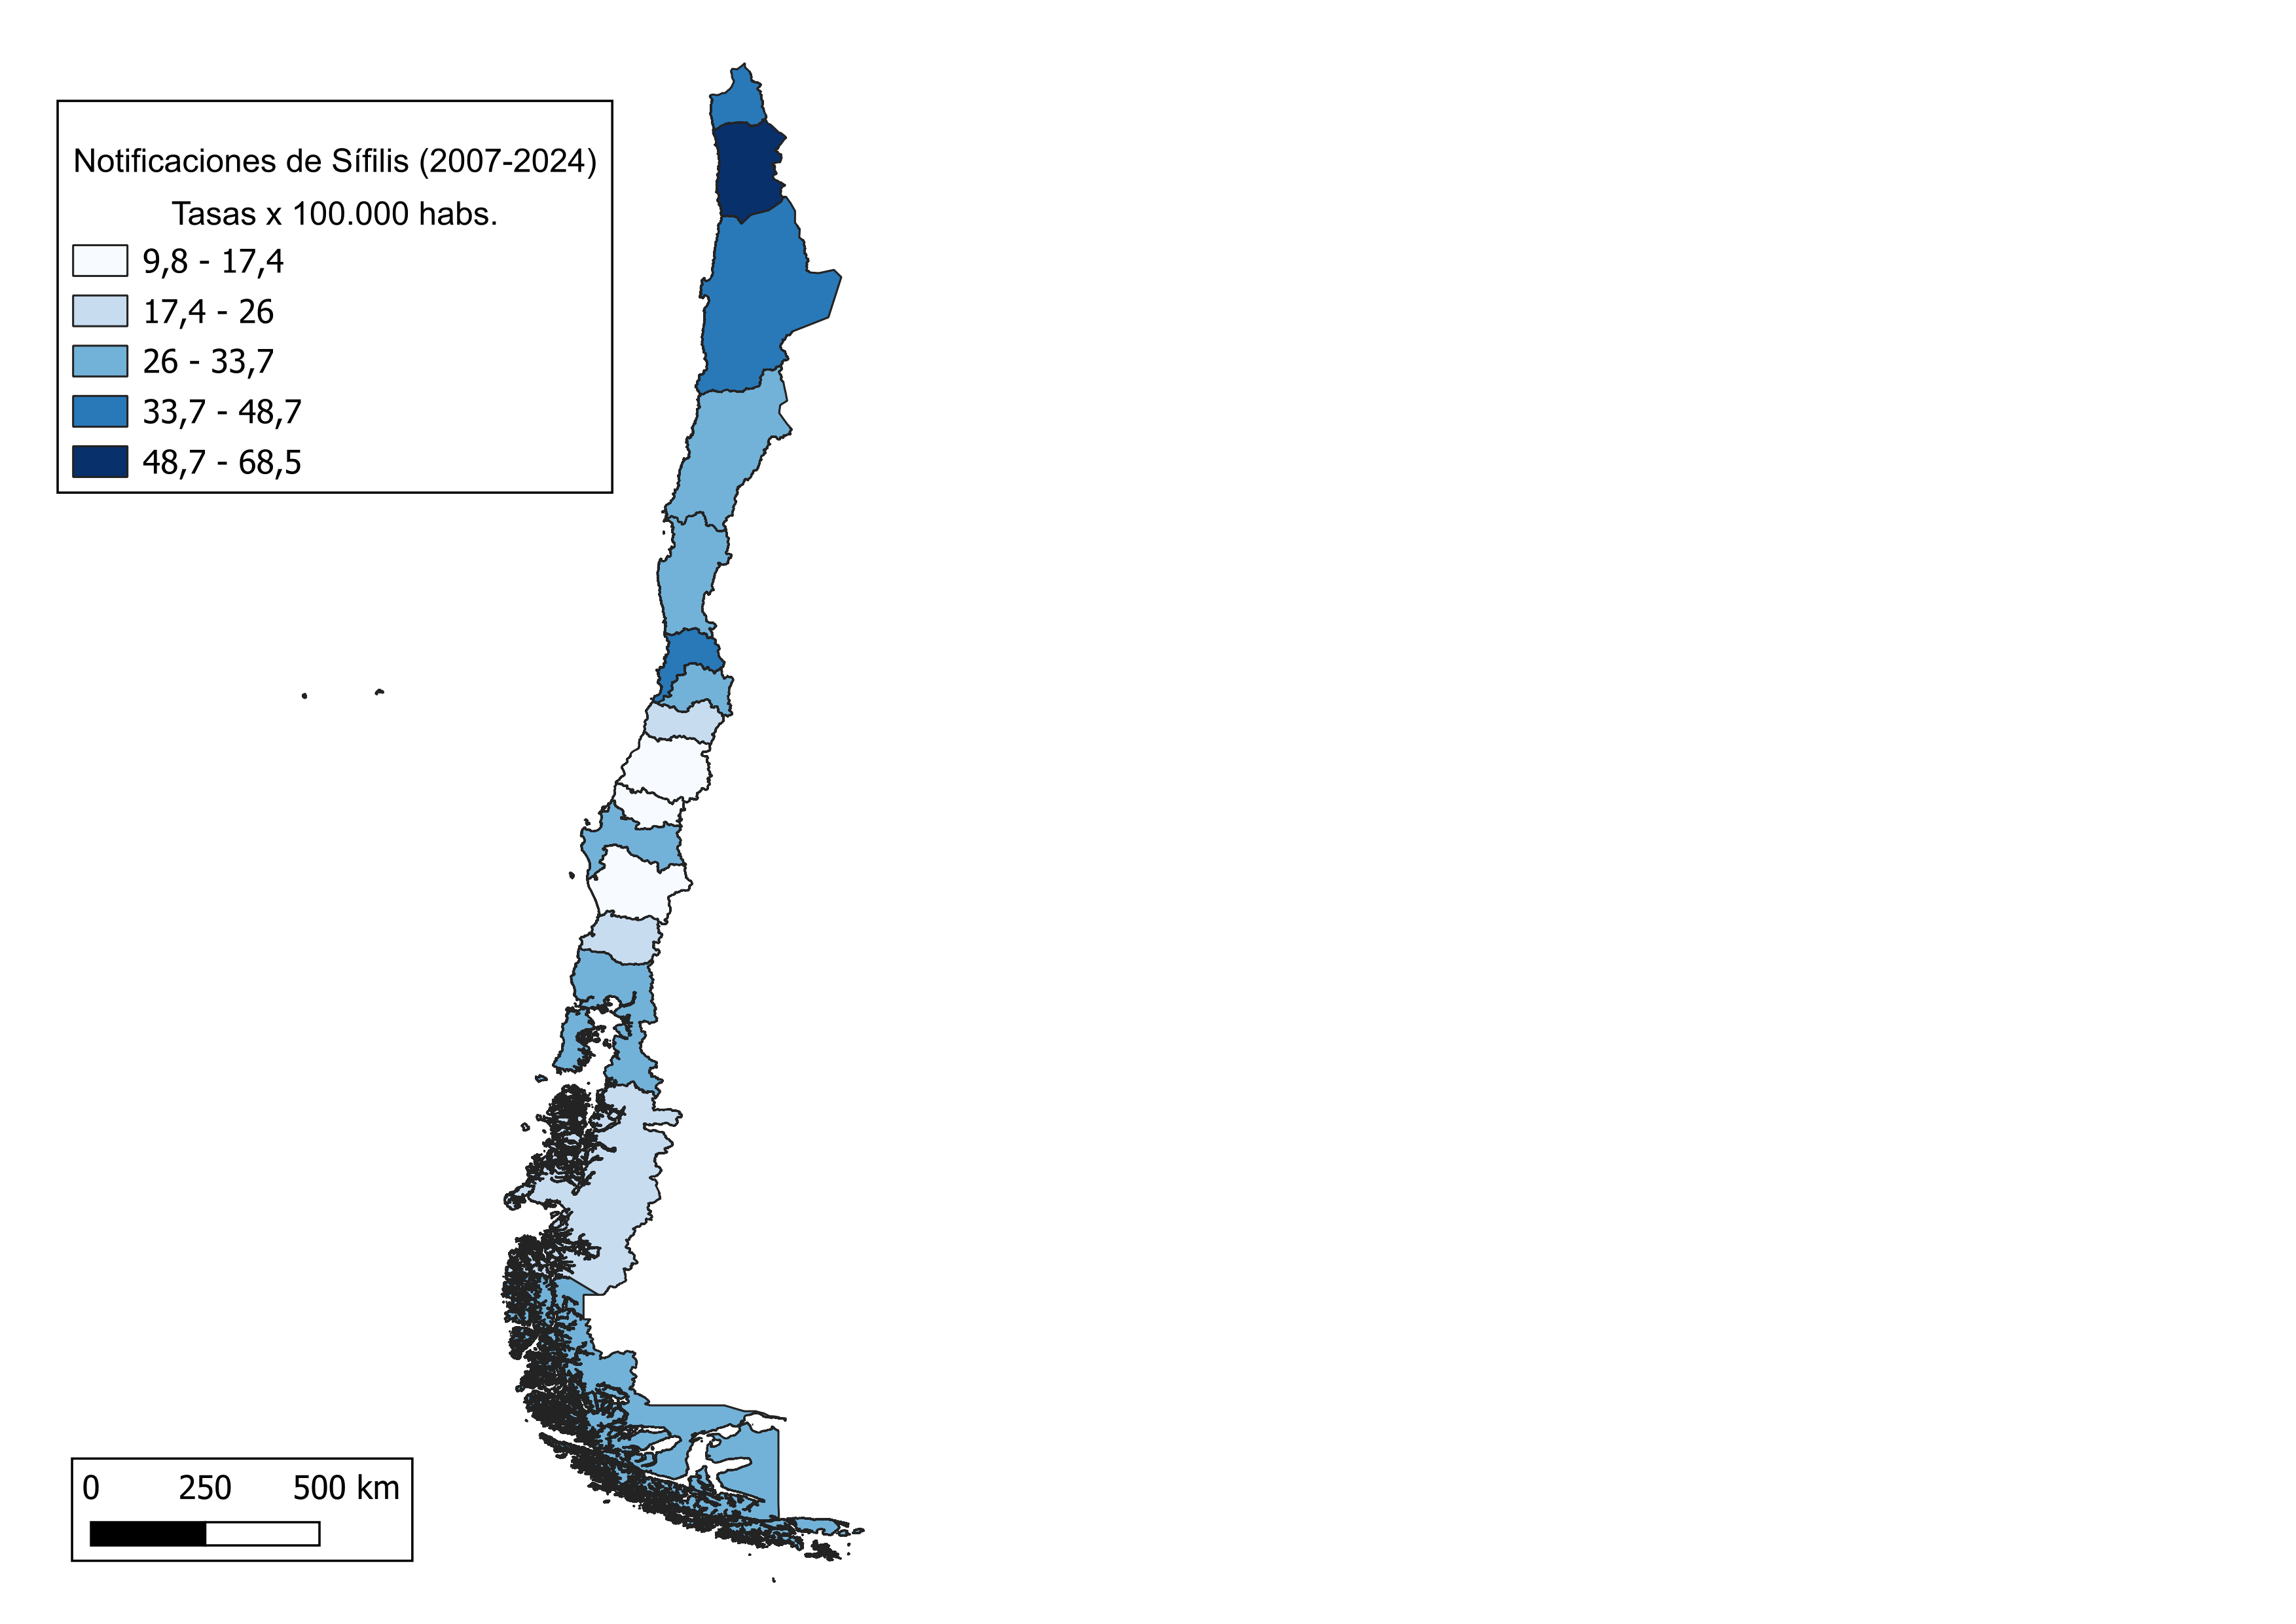 Notificaciones de Sífilis (2007-2024)
Tasas x 100.000 habs.
9,8 - 17,4
17,4 - 26
26 - 33,7
33,7 - 48,7
48,7 - 68,5
0 250 500 km